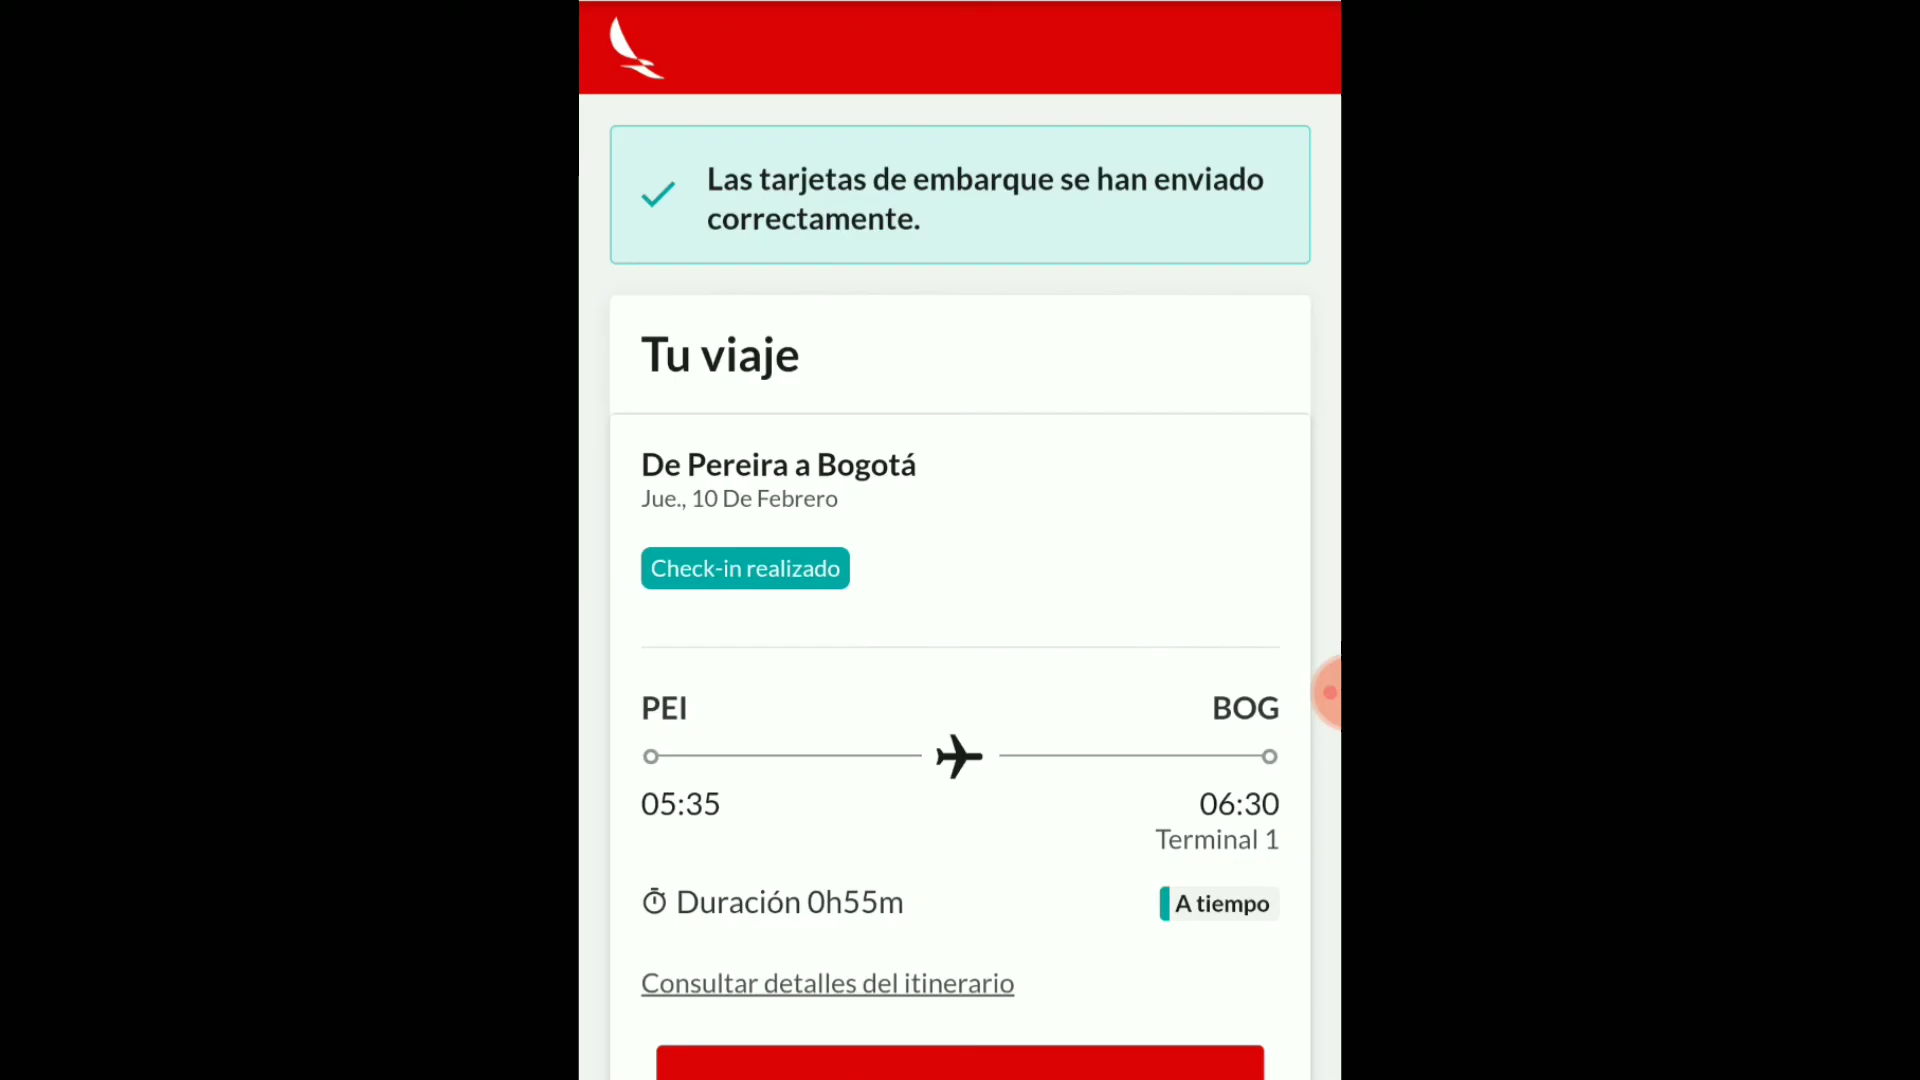 Las tarjetas de embarque se han enviado
correctamente.
Tu viaje
De Pereira a Bogotá
Jue., 10 De Febrero
Check-in realizado
PEI
BOG
05:35
06:30
Terminal 1
Duración 0h55m
A tiempo
Consultar detalles del itinerario